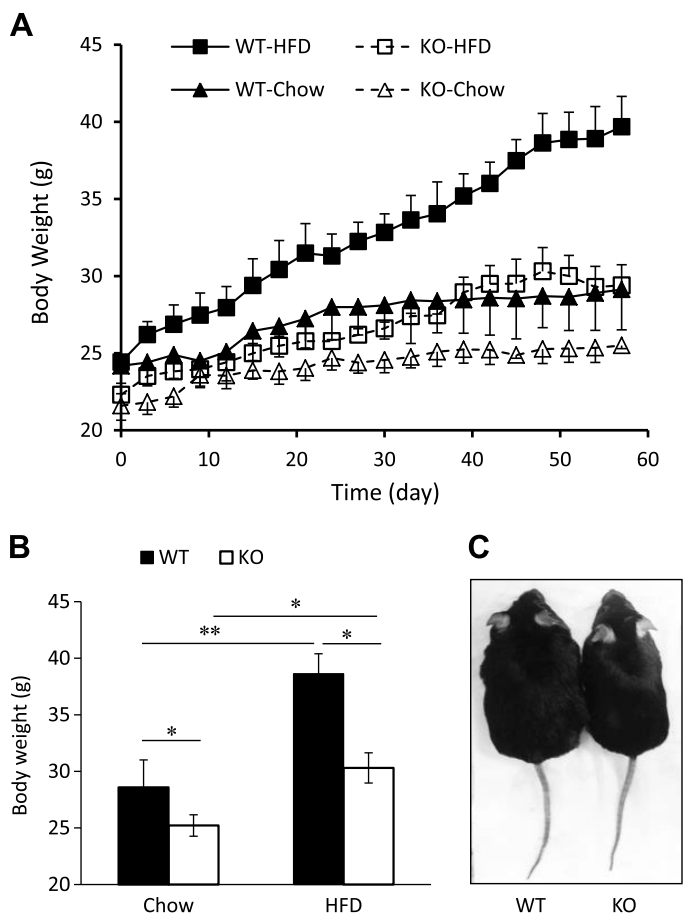 A
WT-HFD KO-HFD
WT-Chow KO-Chow
45
40
35
30
25
20
Body Weight (g)
0 10 20 30 40 50 60
Time (day)
B
WT KO
45
40
35
30
25
20
Body weight (g)
*
**
*
*
Chow HFD
C
WT KO